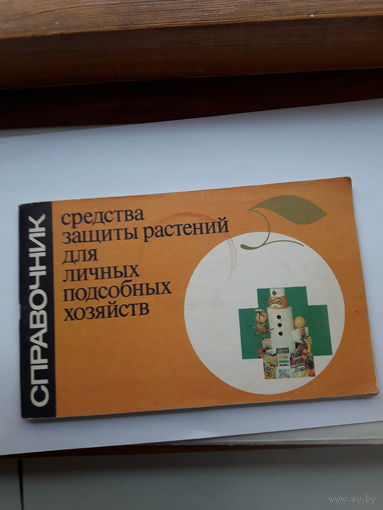 СПРАВОЧНИК
средства
защиты растений
для
личных
подсобных
хозяйств
www.ay.by